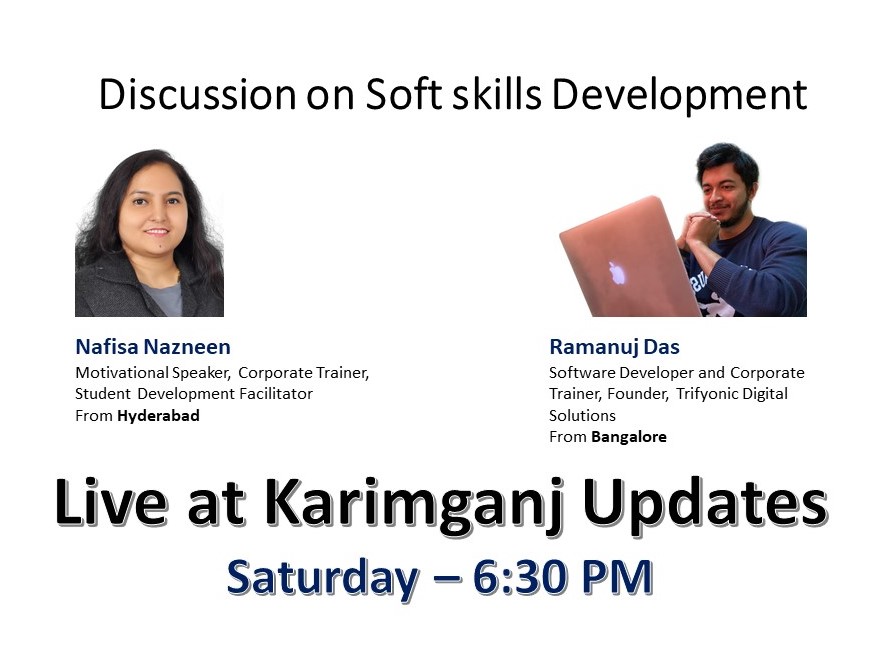 Discussion on Soft skills Development
Nafisa Nazneen
Motivational Speaker, Corporate Trainer,
Student Development Facilitator
From Hyderabad
Ramanuj Das
Software Developer and Corporate
Trainer, Founder, Trifyonic Digital
Solutions
From Bangalore
Live at Karimganj Updates
Saturday – 6:30 PM